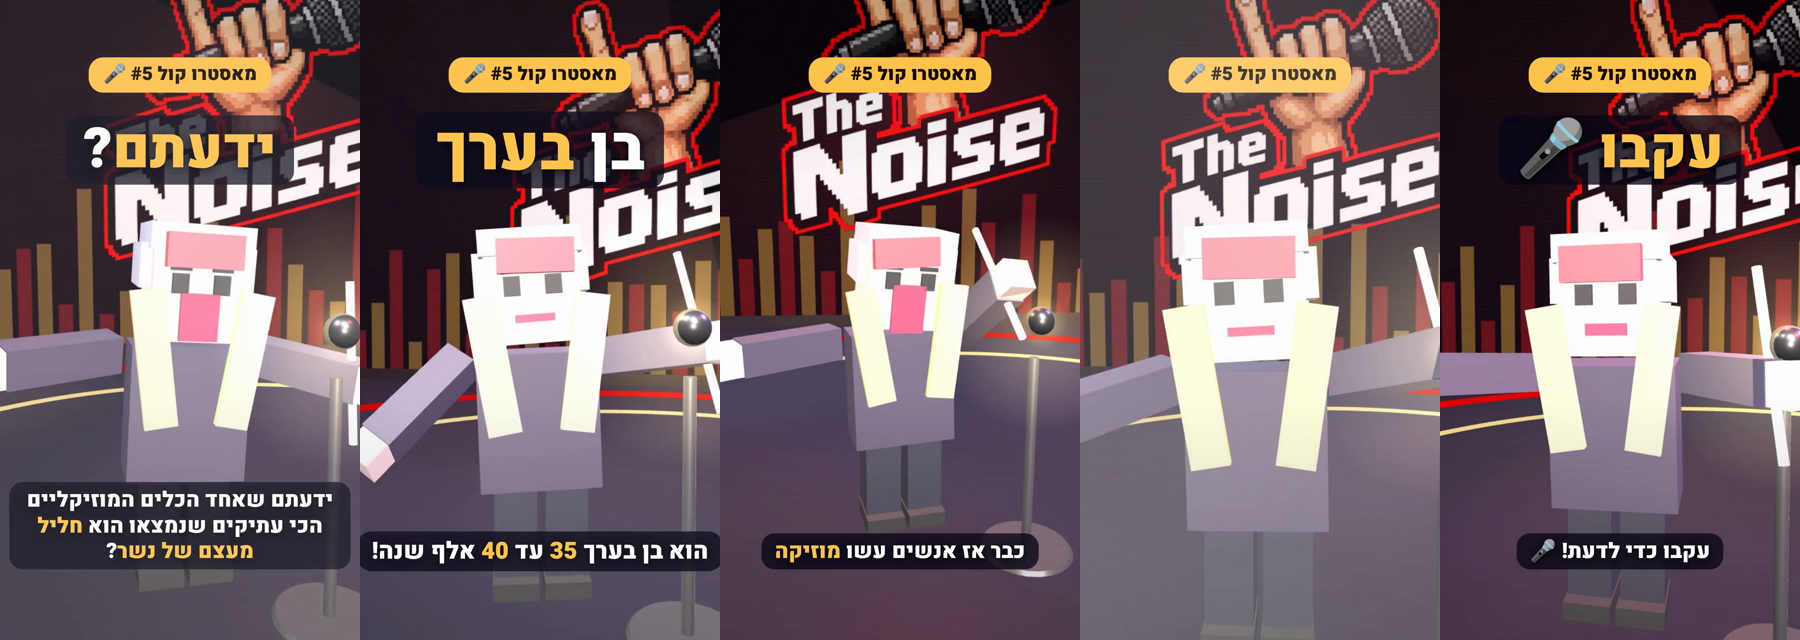 מאסטרו קול #5 🎤
ידעתם?
The
Noise
ידעתם שאחד הכלים המוזיקליים
הכי עתיקים שנמצאו הוא חליל
מעצם של נשר?
מאסטרו קול #5 🎤
בן בערך
Noise
הוא בן בערך 35 עד 40 אלף שנה!
מאסטרו קול #5 🎤
The
Noise
כבר אז אנשים עשו מוזיקה
מאסטרו קול #5 🎤
The
Noise
מאסטרו קול #5 🎤
עקבו 🎤
Noise
עקבו כדי לדעת! 🎤